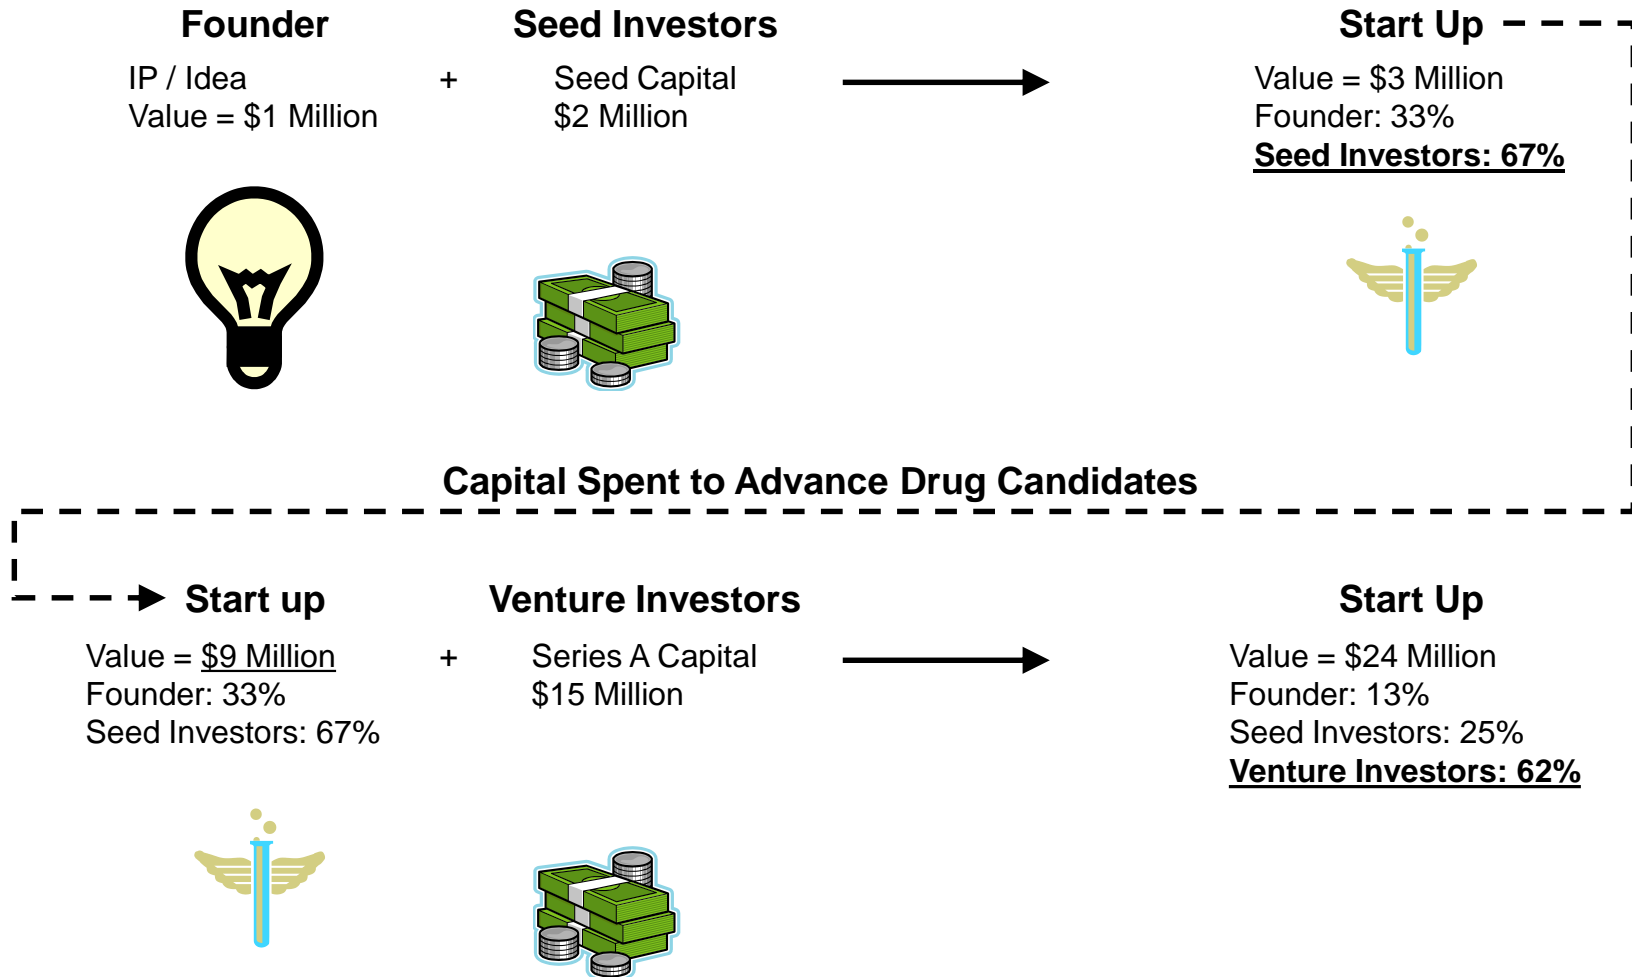 Founder
IP / Idea
Value = $1 Million
+
Seed Investors
Seed Capital
$2 Million
Start Up
Value = $3 Million
Founder: 33%
Seed Investors: 67%
Capital Spent to Advance Drug Candidates
Start up
Value = $9 Million
Founder: 33%
Seed Investors: 67%
+
Venture Investors
Series A Capital
$15 Million
Start Up
Value = $24 Million
Founder: 13%
Seed Investors: 25%
Venture Investors: 62%